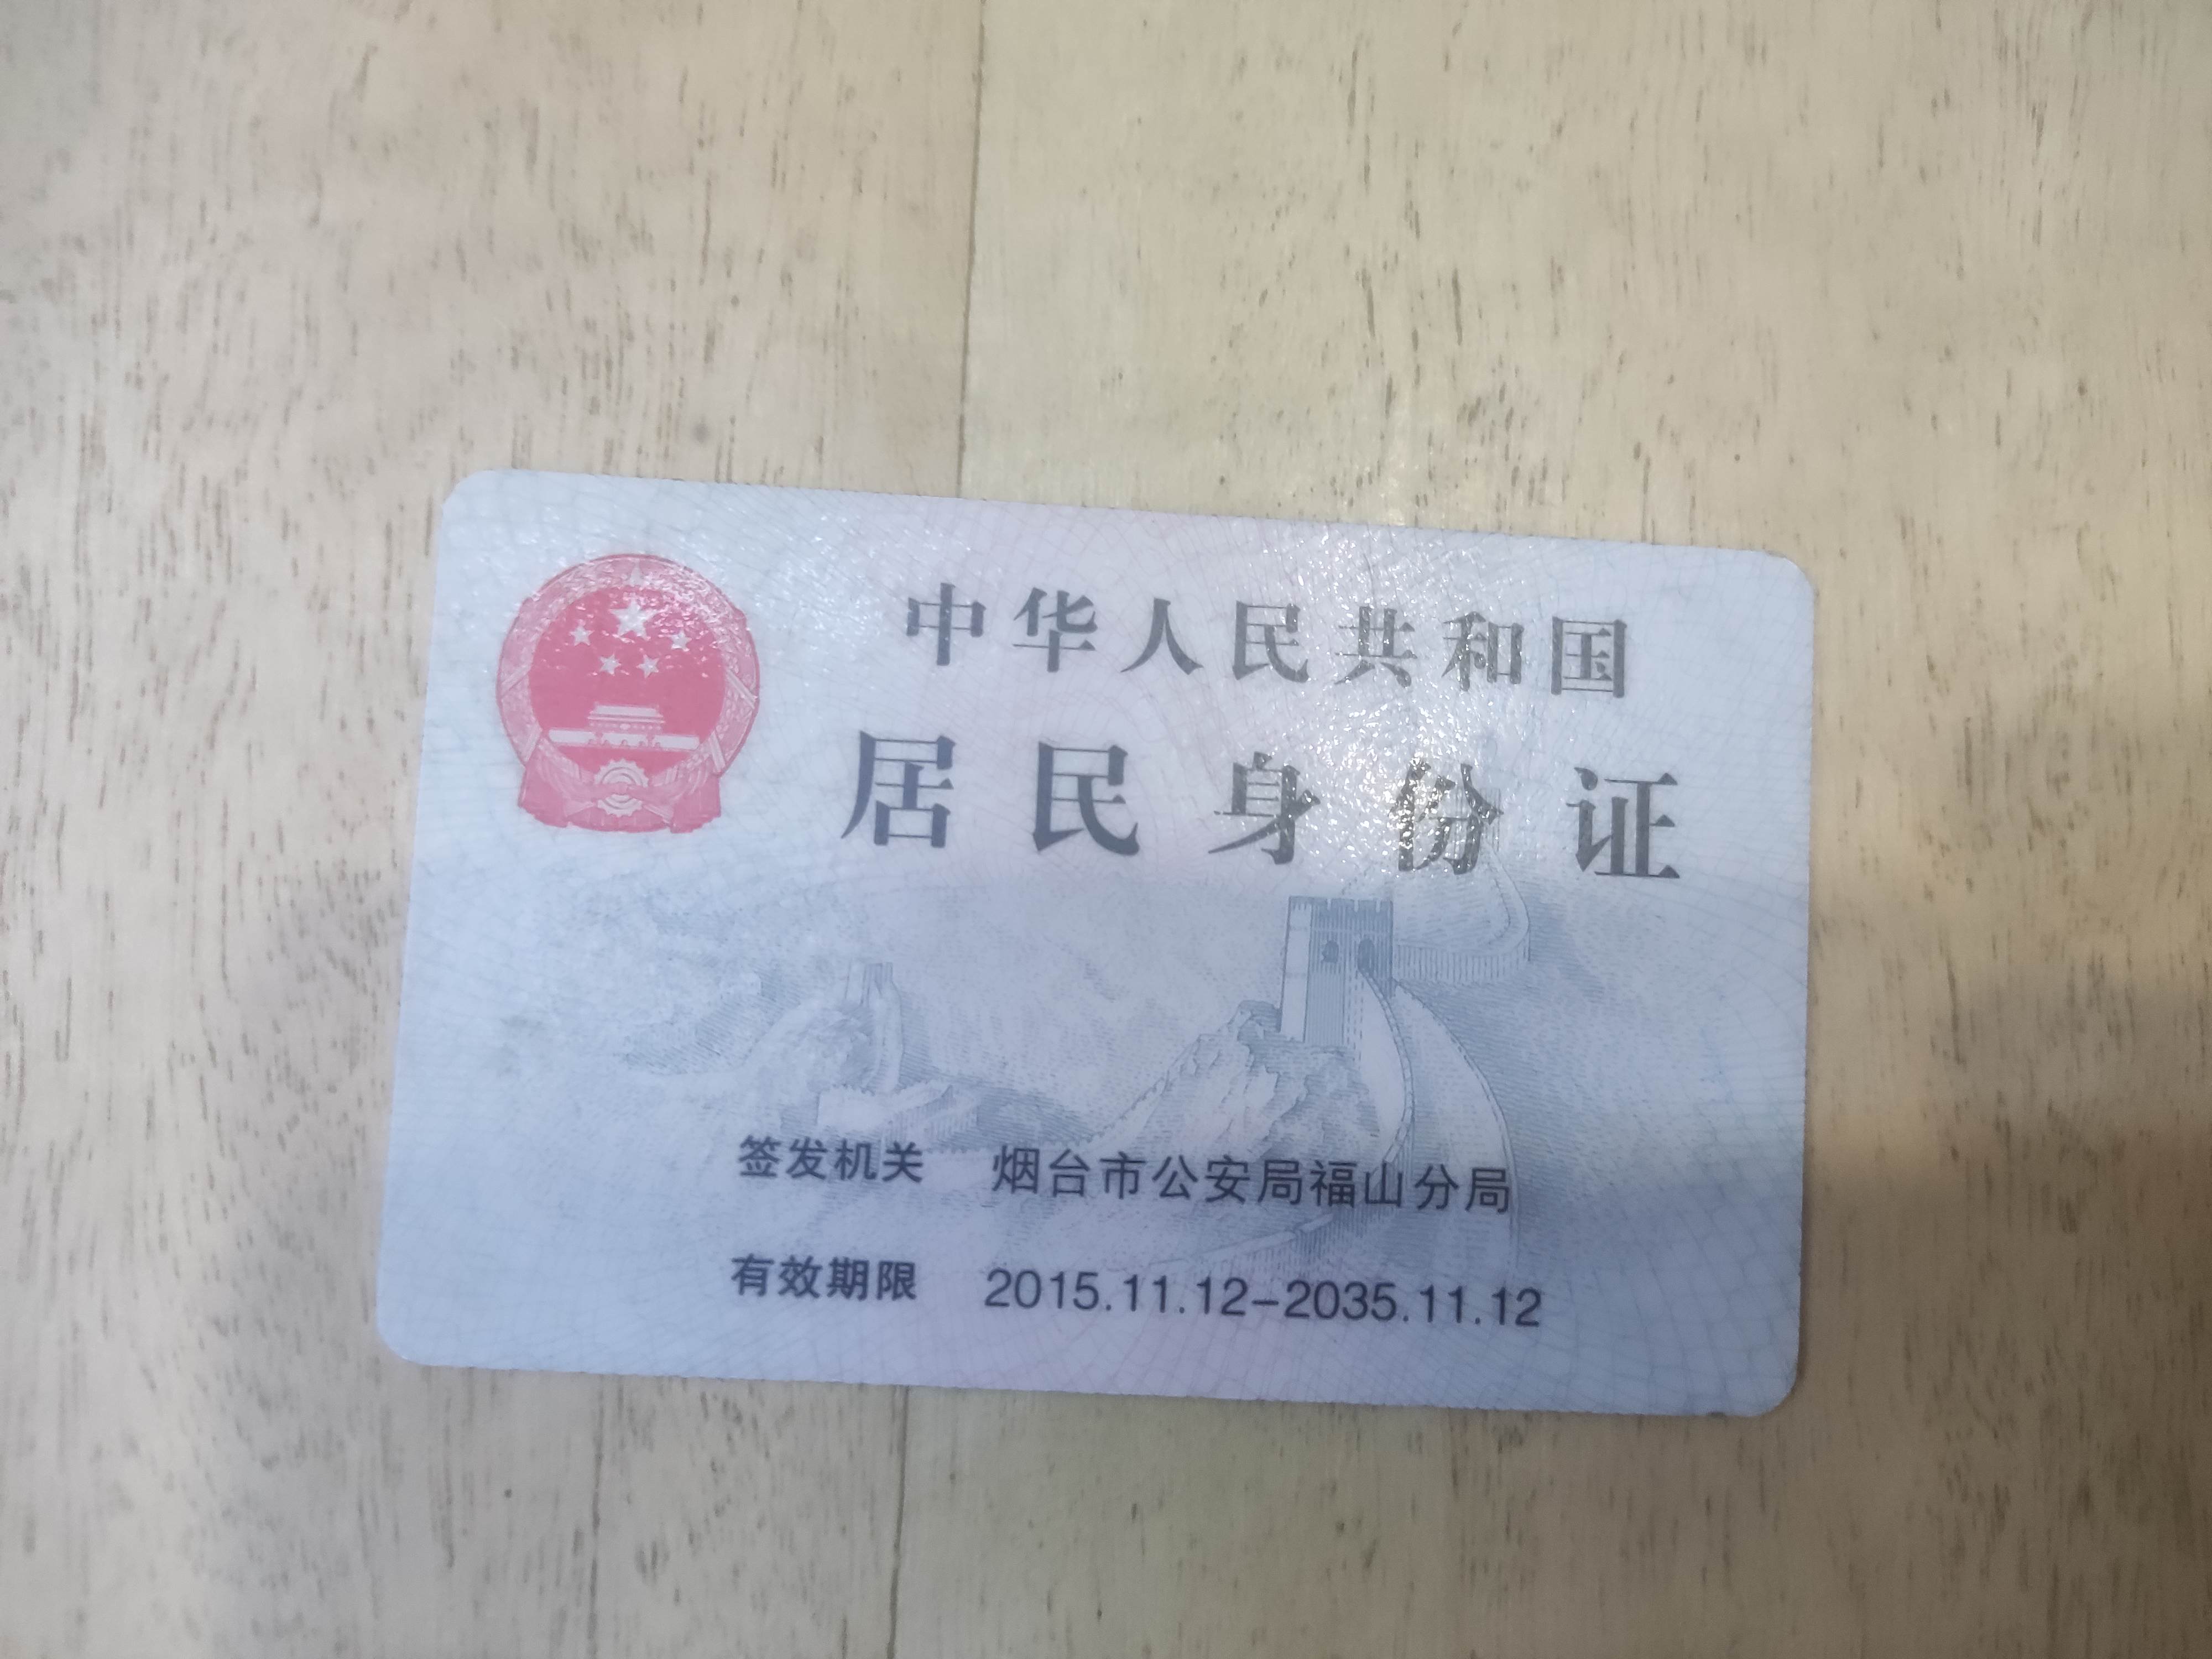 中华人民共和国
居民身份证
签发机关 烟台市公安局福山分局
有效期限 2015.11.12-2035.11.12